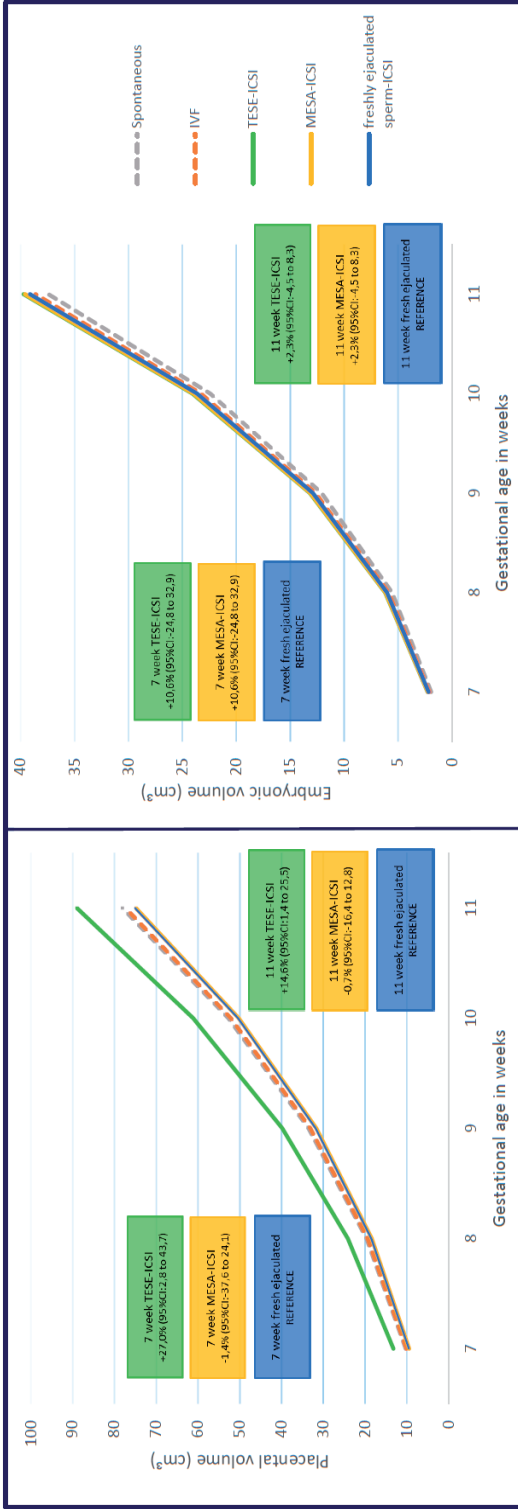 Placental volume (cm³)
100
90
80
70
60
50
40
30
20
10
0
7 week TESE-ICSI
+27,0% (95%CI:2,8 to 43,7)
7 week MESA-ICSI
-1,4% (95%CI:-37,6 to 24,1)
7 week fresh ejaculated
REFERENCE
11 week TESE-ICSI
+14,6% (95%CI:1,4 to 25,5)
11 week MESA-ICSI
-0,7% (95%CI:-16,4 to 12,8)
11 week fresh ejaculated
REFERENCE
7
8
9
10
11
Gestational age in weeks
Embryonic volume (cm³)
40
35
30
25
20
15
10
5
0
7 week TESE-ICSI
+10,6% (95%CI:-24,8 to 32,9)
7 week MESA-ICSI
+10,6% (95%CI:-24,8 to 32,9)
7 week fresh ejaculated
REFERENCE
11 week TESE-ICSI
+2,3% (95%CI:-4,5 to 8,3)
11 week MESA-ICSI
+2,3% (95%CI:-4,5 to 8,3)
11 week fresh ejaculated
REFERENCE
7
8
9
10
11
Gestational age in weeks
Spontaneous
IVF
TESE-ICSI
MESA-ICSI
freshly ejaculated
sperm-ICSI